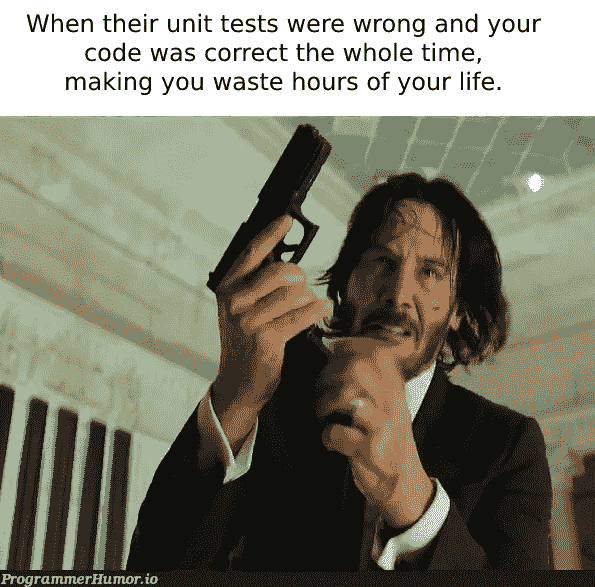 When their unit tests were wrong and your
code was correct the whole time,
making you waste hours of your life.
ProgrammerHumor.io